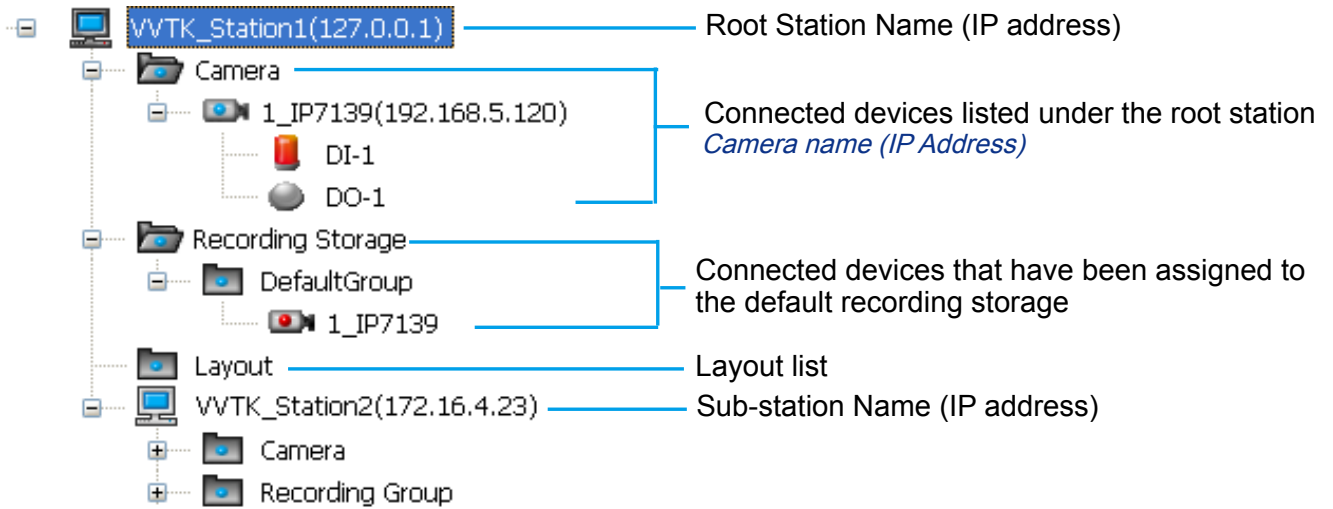 VVTK_Station1(127.0.0.1) Root Station Name (IP address)
Camera
1_IP7139(192.168.5.120) Connected devices listed under the root station
Camera name (IP Address)
DI-1
DO-1
Recording Storage
DefaultGroup Connected devices that have been assigned to
the default recording storage
1_IP7139
Layout Layout list
VVTK_Station2(172.16.4.23) Sub-station Name (IP address)
Camera
Recording Group